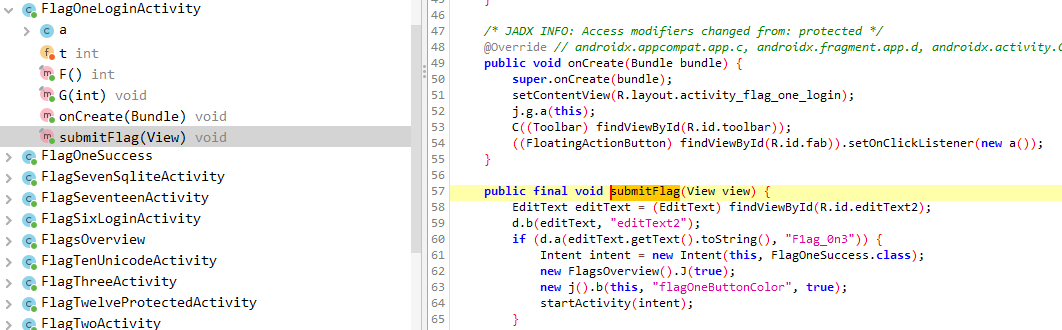 FlagOneLoginActivity
a
t int
F() int
G(int) void
onCreate(Bundle) void
submitFlag(View) void
FlagOneSuccess
FlagSevenSqliteActivity
FlagSeventeenActivity
FlagSixLoginActivity
FlagsOverview
FlagTenUnicodeActivity
FlagThreeActivity
FlagTwelveProtectedActivity
FlagTwoActivity
46
47 /* JADX INFO: Access modifiers changed from: protected */
48 @Override // androidx.appcompat.app.c, androidx.fragment.app.d, androidx.activity.
49 public void onCreate(Bundle bundle) {
50 super.onCreate(bundle);
51 setContentView(R.layout.activity_flag_one_login);
52 j.g.a(this);
53 C((Toolbar) findViewById(R.id.toolbar));
54 ((FloatingActionButton) findViewById(R.id.fab)).setOnClickListener(new a());
55 }
56
57 public final void submitFlag(View view) {
58 EditText editText = (EditText) findViewById(R.id.editText2);
59 d.b(editText, "editText2");
60 if (d.a(editText.getText().toString(), "F1ag_0n3")) {
61 Intent intent = new Intent(this, FlagOneSuccess.class);
62 new FlagsOverview().J(true);
63 new j().b(this, "flagOneButtonColor", true);
64 startActivity(intent);
65 }